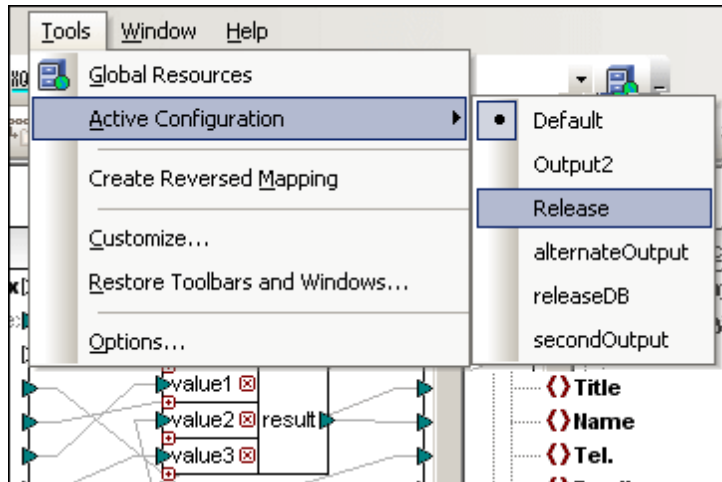 Tools Window Help
Global Resources
Active Configuration
Create Reversed Mapping
Customize...
Restore Toolbars and Windows...
Options...
Default
Output2
Release
alternateOutput
releaseDB
secondOutput
value1
value2 result
value3
Title
Name
Tel.